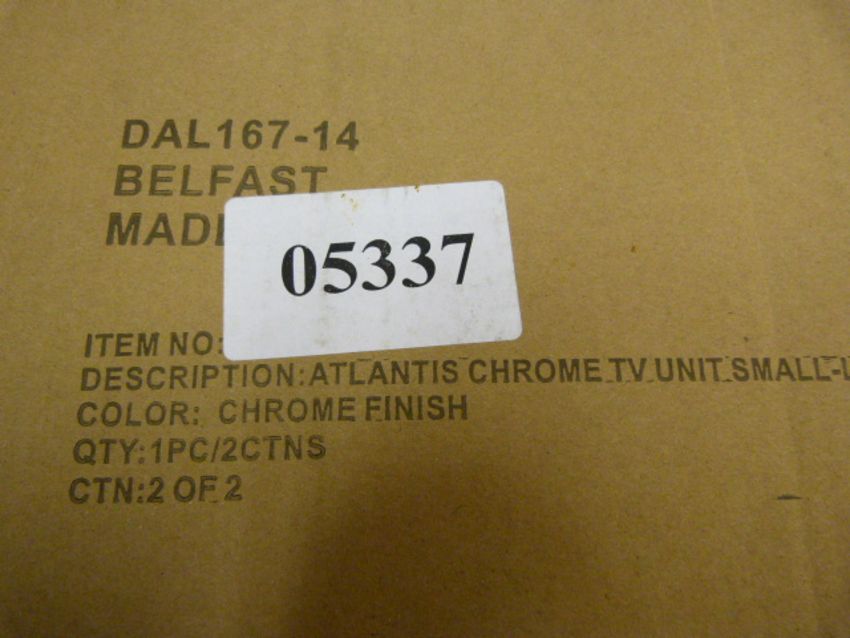 DAL167-14
BELFAST
05337
ITEM NO:
DESCRIPTION: ATLANTIS CHROME TV UNIT SMALL-
COLOR: CHROME FINISH
QTY:1PC/2CTNS
CTN:2 OF 2